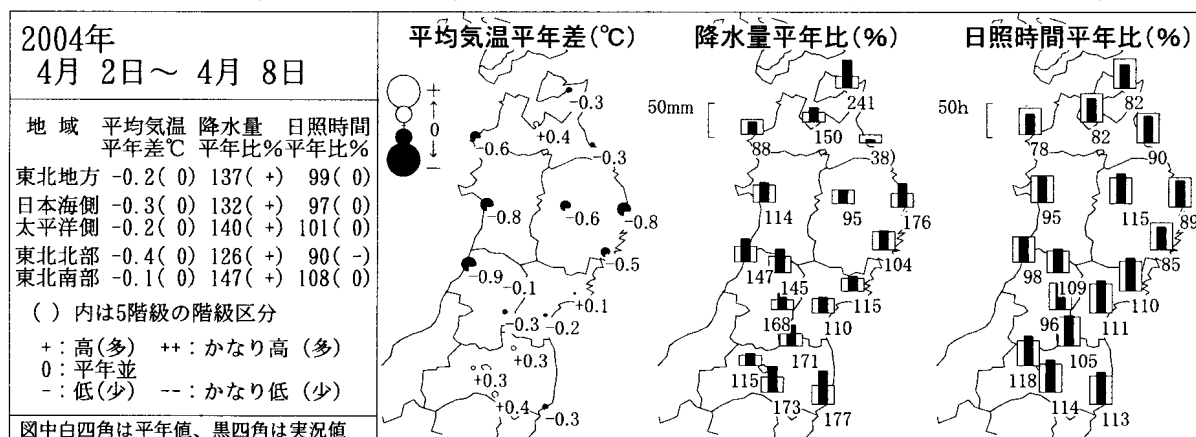 2004年
4月 2日～ 4月 8日
地 域 平均気温 降水量 日照時間
平年差℃ 平年比% 平年比%
東北地方 -0.2( 0) 137( +) 99( 0)
日本海側 -0.3( 0) 132( +) 97( 0)
太平洋側 -0.2( 0) 140( +) 101( 0)
東北北部 -0.4( 0) 126( +) 90( -)
東北南部 -0.1( 0) 147( +) 108( 0)
( ) 内は5階級の階級区分
+：高(多) ++：かなり高 (多)
0：平年並
-：低(少) --：かなり低 (少)
図中白四角は平年値、黒四角は実況値
平均気温平年差(℃)
+
↑
0
↓
-
-0.3
+0.4
-0.6
-0.3
-0.8
-0.6
-0.8
-0.5
-0.9
-0.1
+0.1
-0.3
-0.2
+0.3
+0.3
+0.4
-0.3
降水量平年比(%)
50mm
241
150
88
38)
114
95
176
104
147
145
115
168
110
171
115
173
177
日照時間平年比(%)
50h
82
82
78
90
95
115
89
85
98
109
110
96
111
105
118
114
113